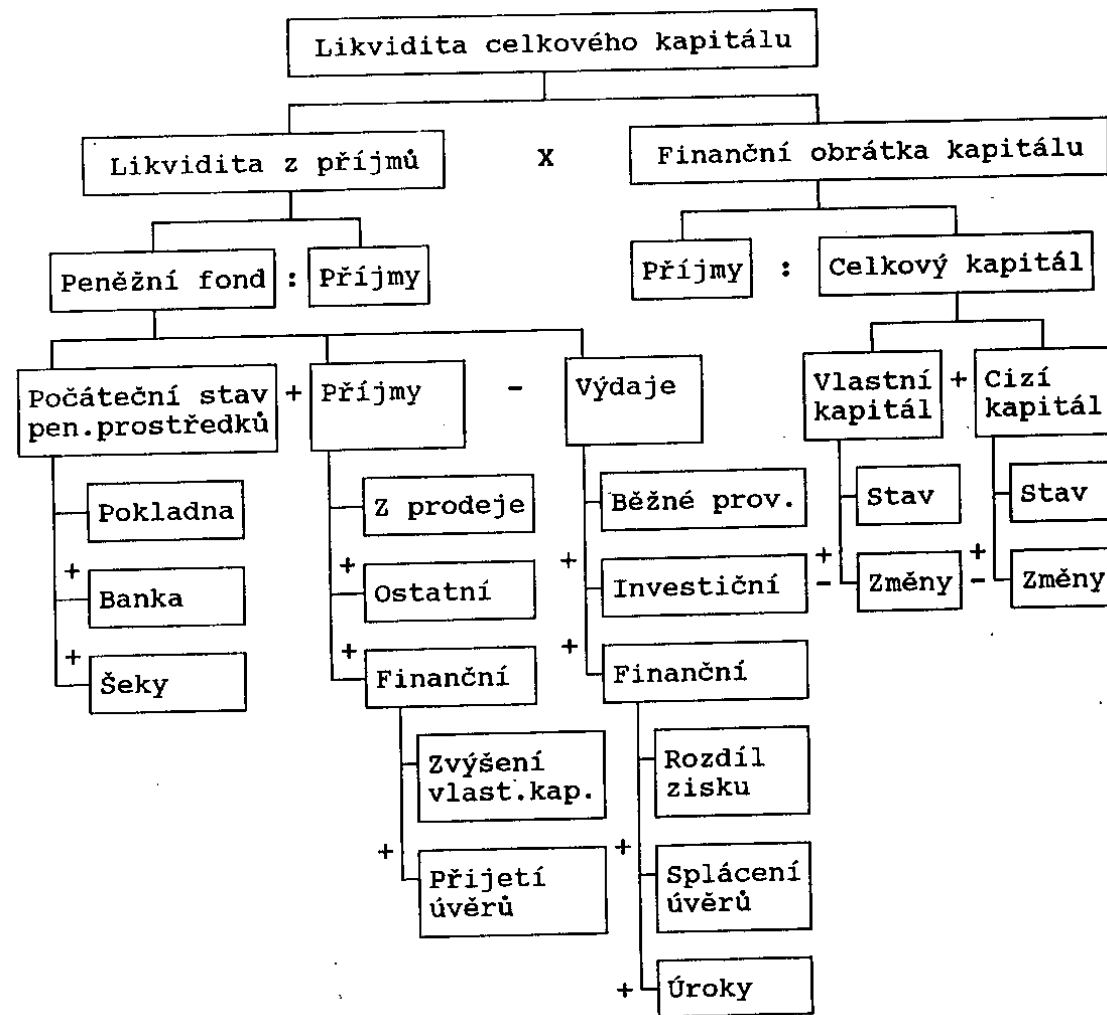 Likvidita celkového kapitálu
Likvidita z příjmů X Finanční obrátka kapitálu
Peněžní fond : Příjmy Příjmy : Celkový kapitál
Počáteční stav + Příjmy - Výdaje Vlastní + Cizí
pen.prostředků kapitál kapitál
Pokladna Z prodeje Běžné prov. Stav Stav
+ + + + +
Banka Ostatní Investiční - Změny - Změny
+ + +
Šeky Finanční Finanční
Zvýšení Rozdíl
vlast.kap. zisku
+ +
Přijetí Splácení
úvěrů úvěrů
+ Úroky